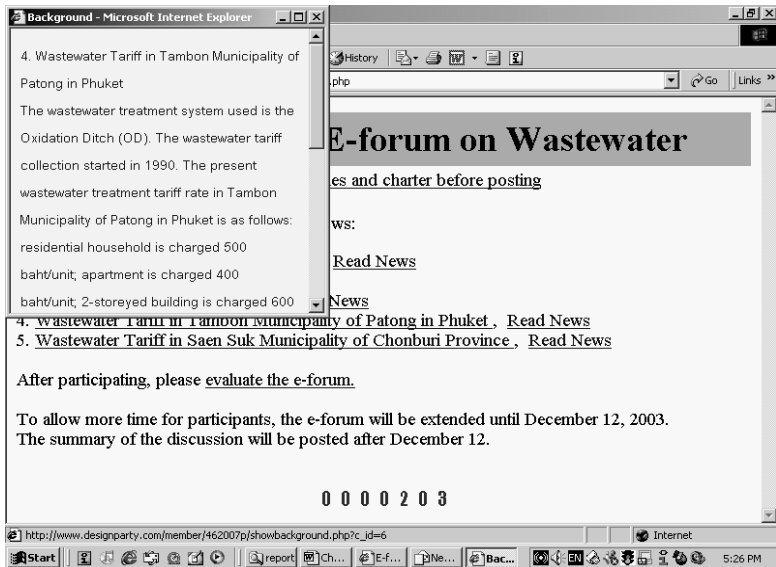 Background - Microsoft Internet Explorer
4. Wastewater Tariff in Tambon Municipality of
Patong in Phuket
The wastewater treatment system used is the
Oxidation Ditch (OD). The wastewater tariff
collection started in 1990. The present
wastewater treatment tariff rate in Tambon
Municipality of Patong in Phuket is as follows:
residential household is charged 500
baht/unit; apartment is charged 400
baht/unit; 2-storeyed building is charged 600
History
.php
Go
Links »
E-forum on Wastewater
es and charter before posting
ws:
Read News
News
4. Wastewater Tariff in Tambon Municipality of Patong in Phuket , Read News
5. Wastewater Tariff in Saen Suk Municipality of Chonburi Province , Read News
After participating, please evaluate the e-forum.
To allow more time for participants, the e-forum will be extended until December 12, 2003.
The summary of the discussion will be posted after December 12.
0 0 0 0 2 0 3
http://www.designparty.com/member/462007p/showbackground.php?c_id=6
Internet
Start
report
Ch...
E-f...
Ne...
Bac...
EN
5:26 PM